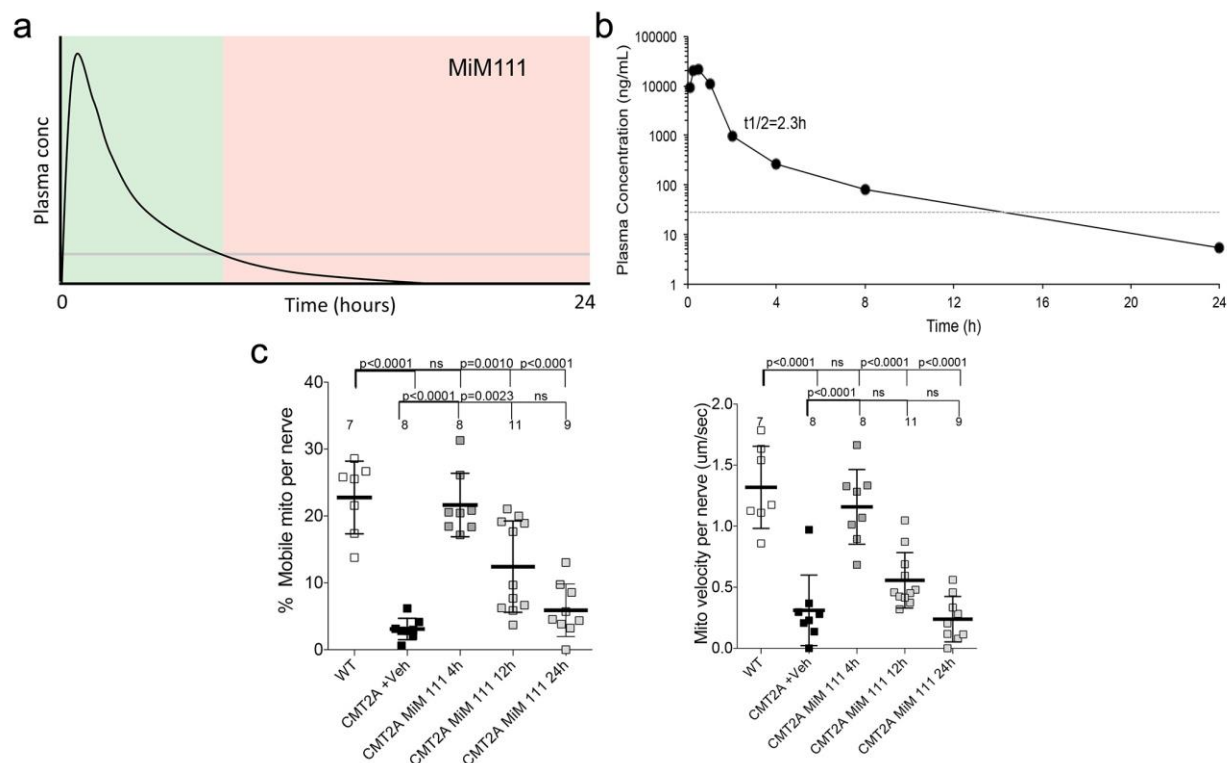 a
MiM111
Plasma conc
0
Time (hours)
24
b
Plasma Concentration (ng/mL)
100000
10000
1000
100
10
1
t1/2=2.3h
0
4
8
12
16
20
24
Time (h)
c
p<0.0001 ns p=0.0010 p<0.0001
p<0.0001 p=0.0023 ns
7 8 8 11 9
% Mobile mito per nerve
40
30
20
10
0
WT
CMT2A +Veh
CMT2A MiM 111 4h
CMT2A MiM 111 12h
CMT2A MiM 111 24h
p<0.0001 ns p<0.0001 p<0.0001
p<0.0001 ns ns
7 8 8 11 9
Mito velocity per nerve (um/sec)
2.0
1.5
1.0
0.5
0.0
WT
CMT2A +Veh
CMT2A MiM 111 4h
CMT2A MiM 111 12h
CMT2A MiM 111 24h